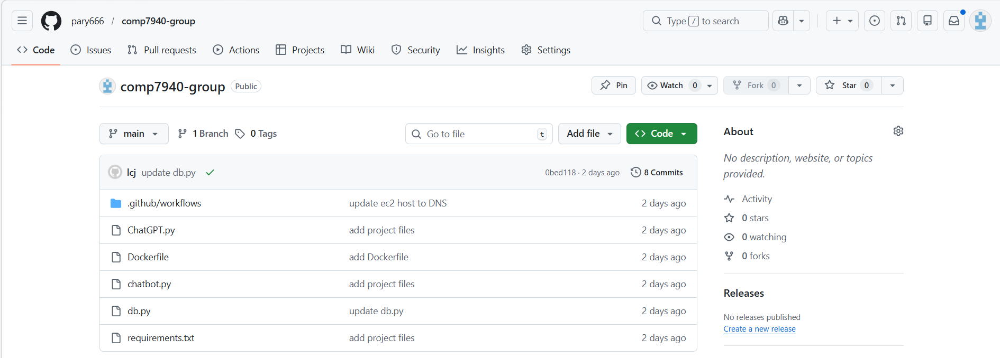 pary666 / comp7940-group
Type / to search
Code Issues Pull requests Actions Projects Wiki Security Insights Settings
comp7940-group Public
Pin Watch 0 Fork 0 Star 0
main 1 Branch 0 Tags Go to file t Add file Code
lcj update db.py 0bed118 · 2 days ago 8 Commits
.github/workflows update ec2 host to DNS 2 days ago
ChatGPT.py add project files 2 days ago
Dockerfile add Dockerfile 2 days ago
chatbot.py add project files 2 days ago
db.py update db.py 2 days ago
requirements.txt add project files 2 days ago
About
No description, website, or topics
provided.
Activity
0 stars
0 watching
0 forks
Releases
No releases published
Create a new release